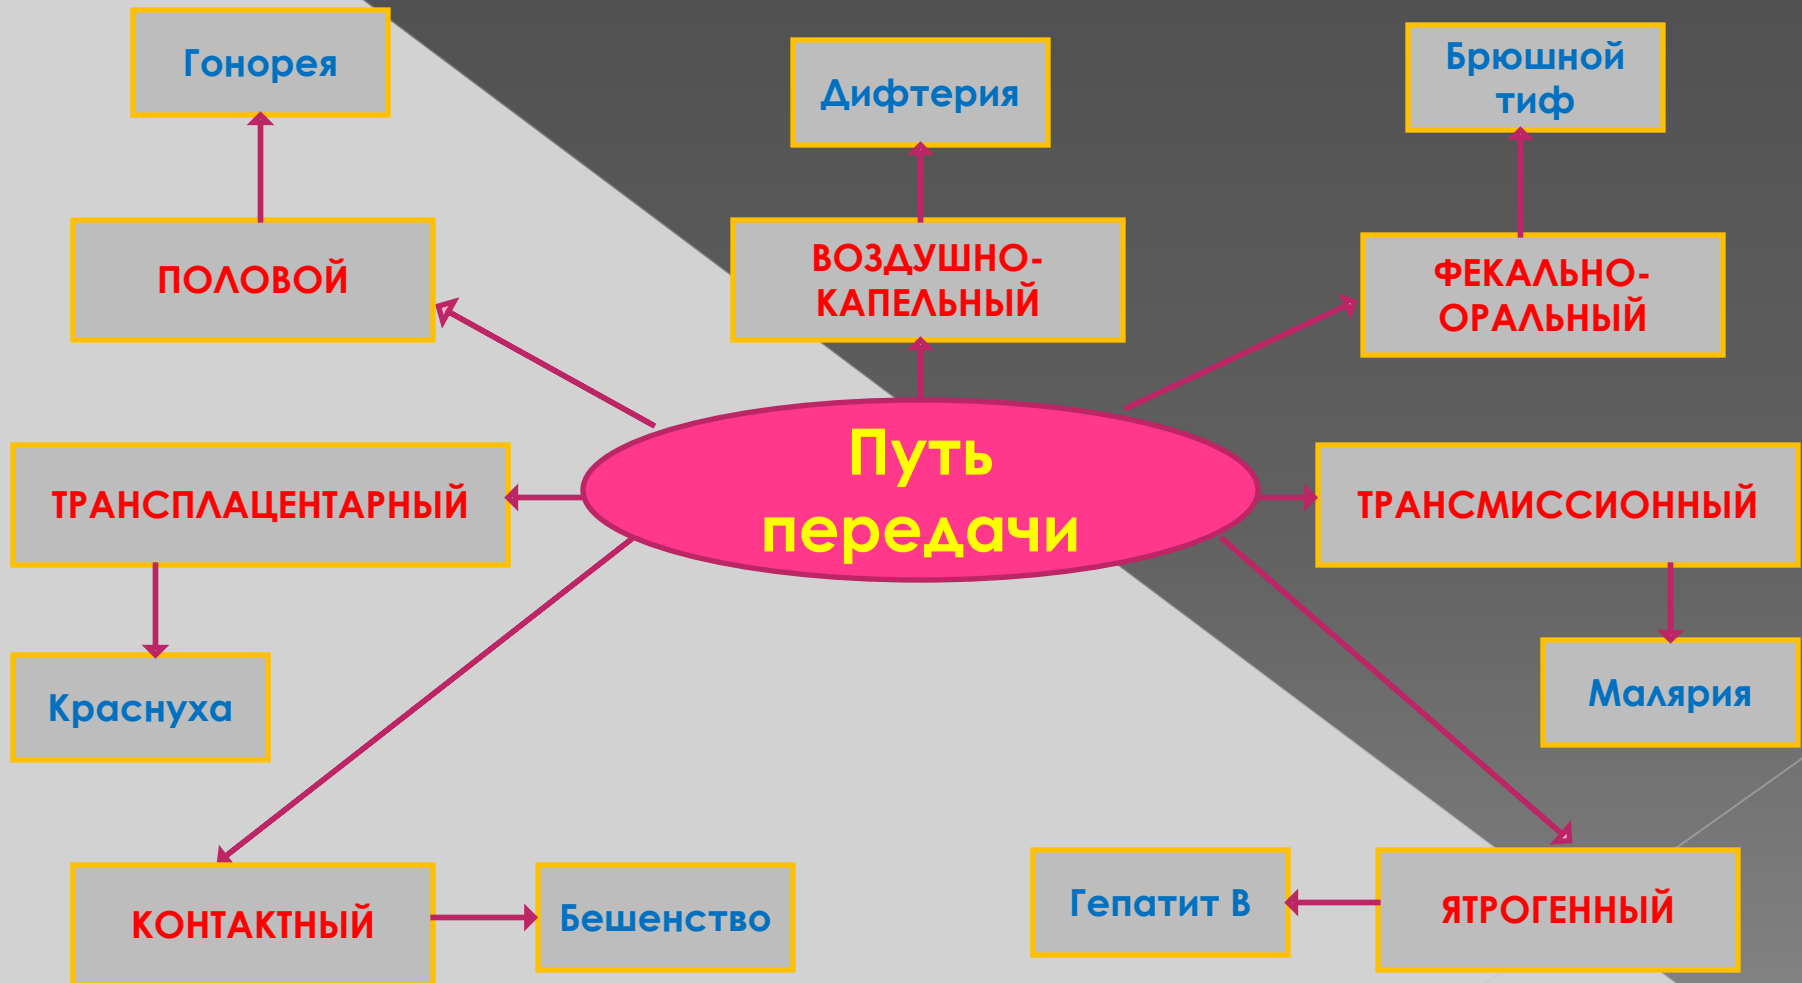 Гонорея
Дифтерия
Брюшной
тиф
ПОЛОВОЙ
ВОЗДУШНО-
КАПЕЛЬНЫЙ
ФЕКАЛЬНО-
ОРАЛЬНЫЙ
Путь
передачи
ТРАНСПЛАЦЕНТАРНЫЙ
ТРАНСМИССИОННЫЙ
Краснуха
Малярия
КОНТАКТНЫЙ
Бешенство
Гепатит В
ЯТРОГЕННЫЙ